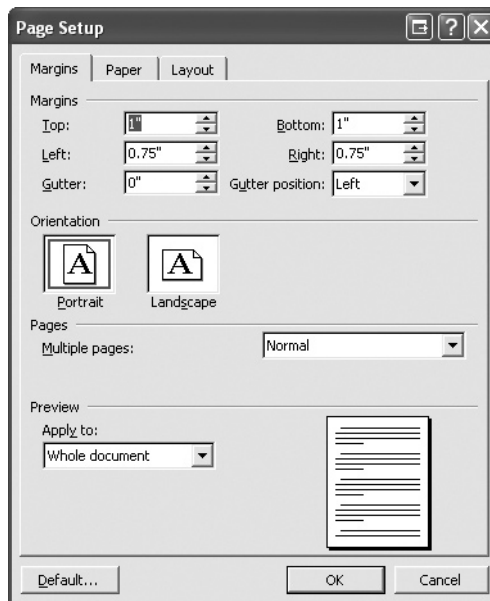 Page Setup
Margins Paper Layout
Margins
Top: 1" Bottom: 1"
Left: 0.75" Right: 0.75"
Gutter: 0" Gutter position: Left
Orientation
A A
Portrait Landscape
Pages
Multiple pages: Normal
Preview
Apply to:
Whole document
Default... OK Cancel